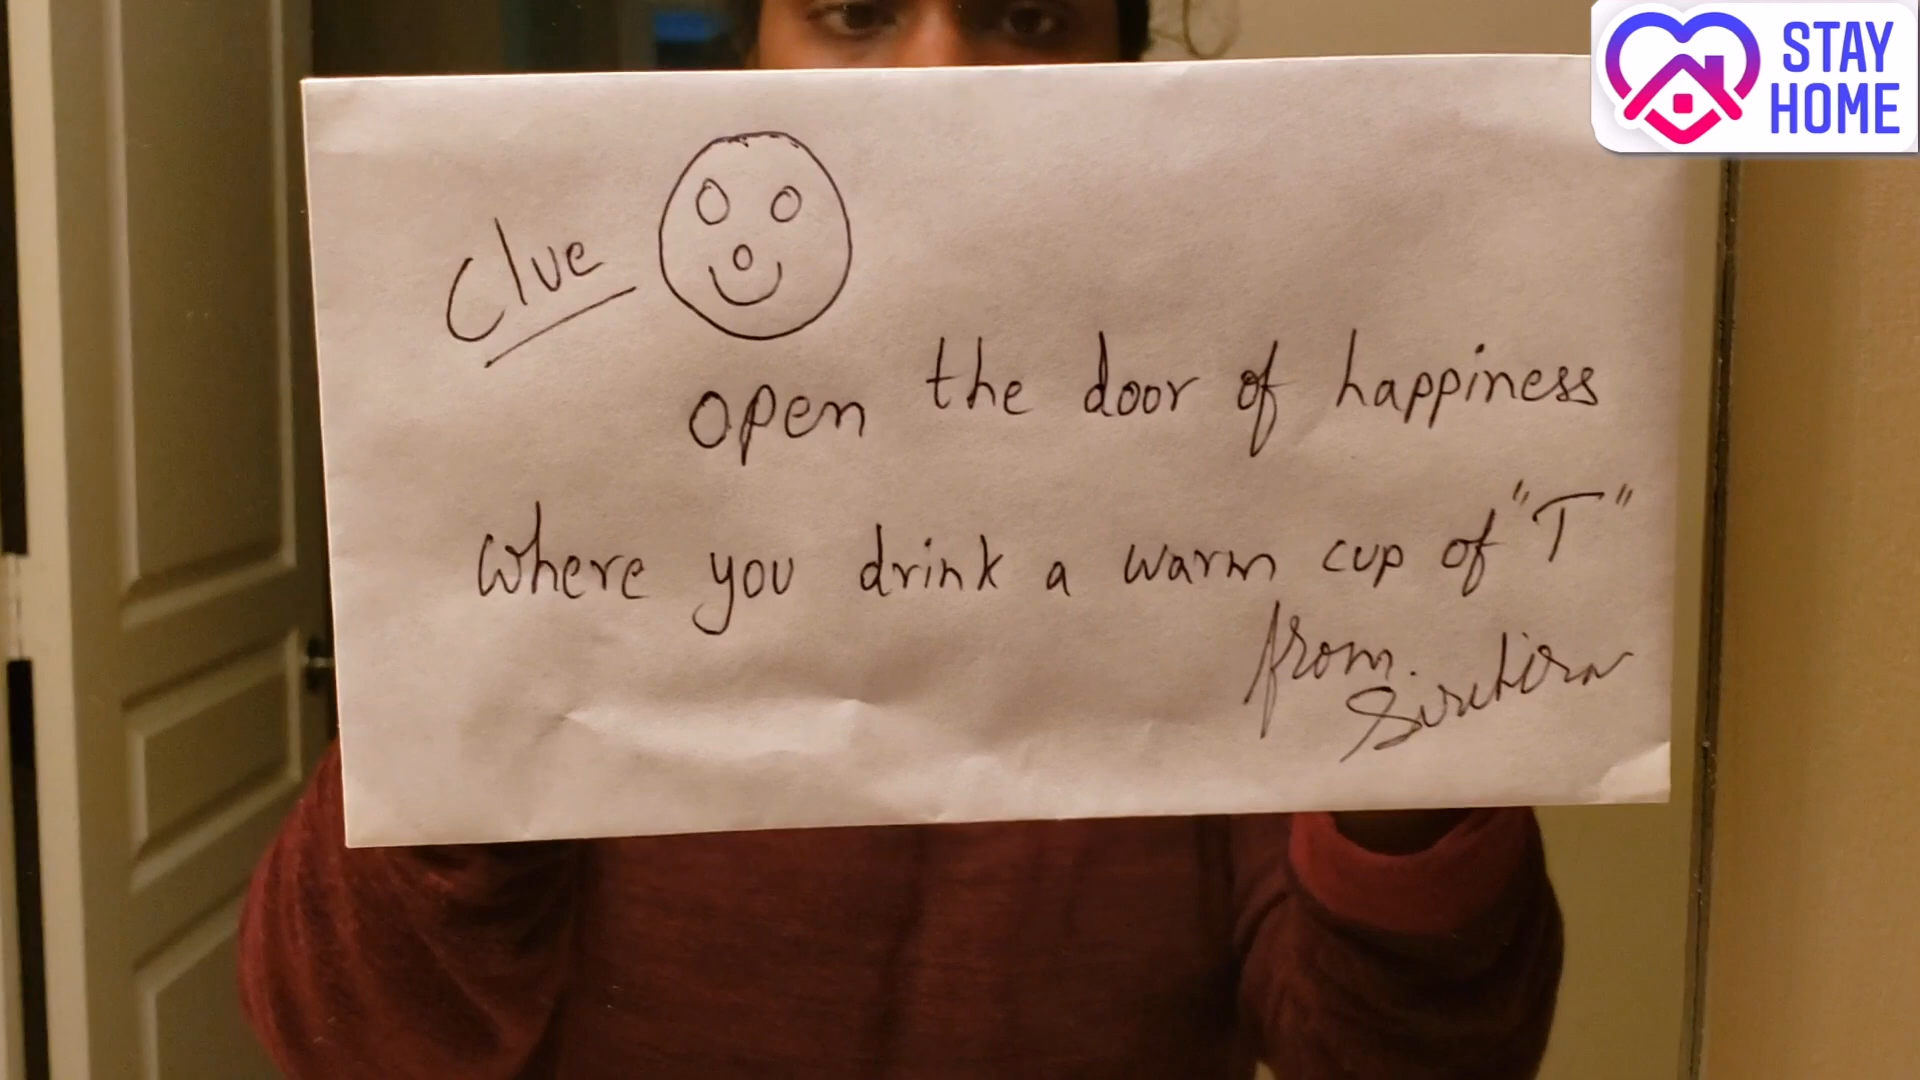 STAY
HOME
Clue
open the door of happiness
where you drink a warm cup of "T"
from.